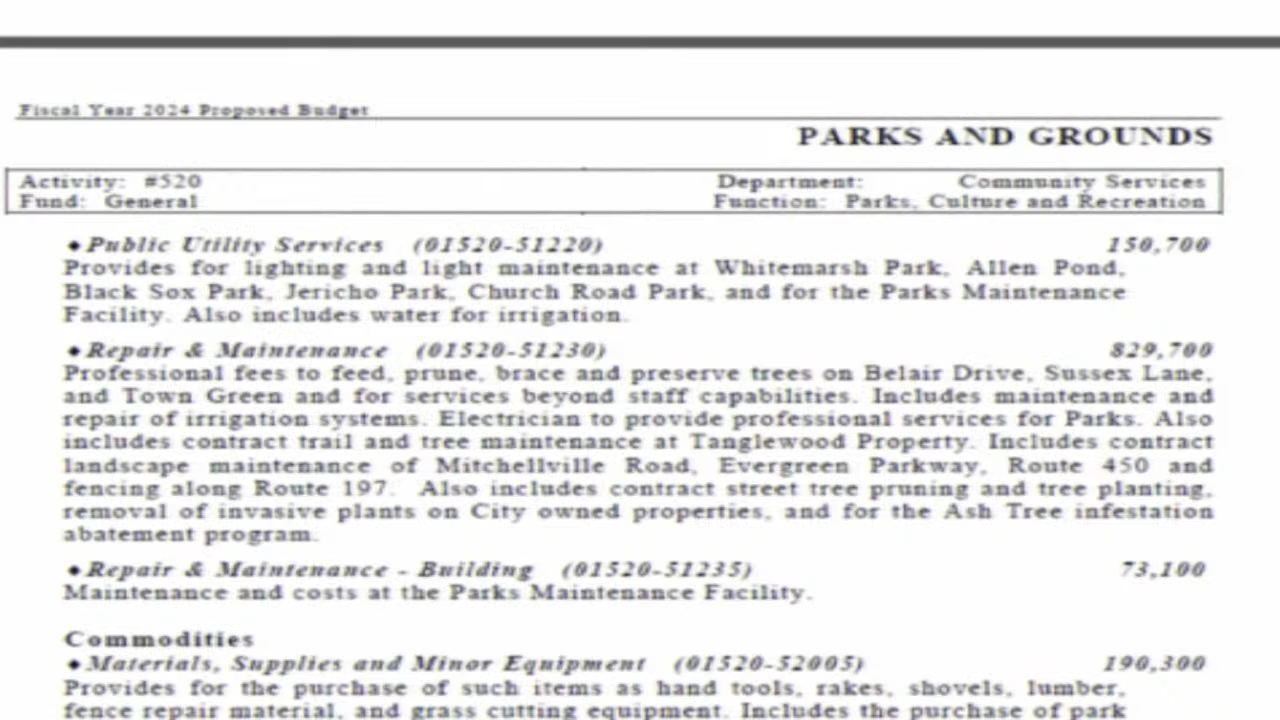 Fiscal Year 2024 Proposed Budget
PARKS AND GROUNDS
Activity: #520 Department: Community Services
Fund: General Function: Parks, Culture and Recreation
◆Public Utility Services (01520-51220) 150,700
Provides for lighting and light maintenance at Whitemarsh Park, Allen Pond,
Black Sox Park, Jericho Park, Church Road Park, and for the Parks Maintenance
Facility. Also includes water for irrigation.
◆Repair & Maintenance (01520-51230) 829,700
Professional fees to feed, prune, brace and preserve trees on Belair Drive, Sussex Lane,
and Town Green and for services beyond staff capabilities. Includes maintenance and
repair of irrigation systems. Electrician to provide professional services for Parks. Also
includes contract trail and tree maintenance at Tanglewood Property. Includes contract
landscape maintenance of Mitchellville Road, Evergreen Parkway, Route 450 and
fencing along Route 197. Also includes contract street tree pruning and tree planting,
removal of invasive plants on City owned properties, and for the Ash Tree infestation
abatement program.
◆Repair & Maintenance - Building (01520-51235) 73,100
Maintenance and costs at the Parks Maintenance Facility.
Commodities
◆Materials, Supplies and Minor Equipment (01520-52005) 190,300
Provides for the purchase of such items as hand tools, rakes, shovels, lumber,
fence repair material, and grass cutting equipment. Includes the purchase of park